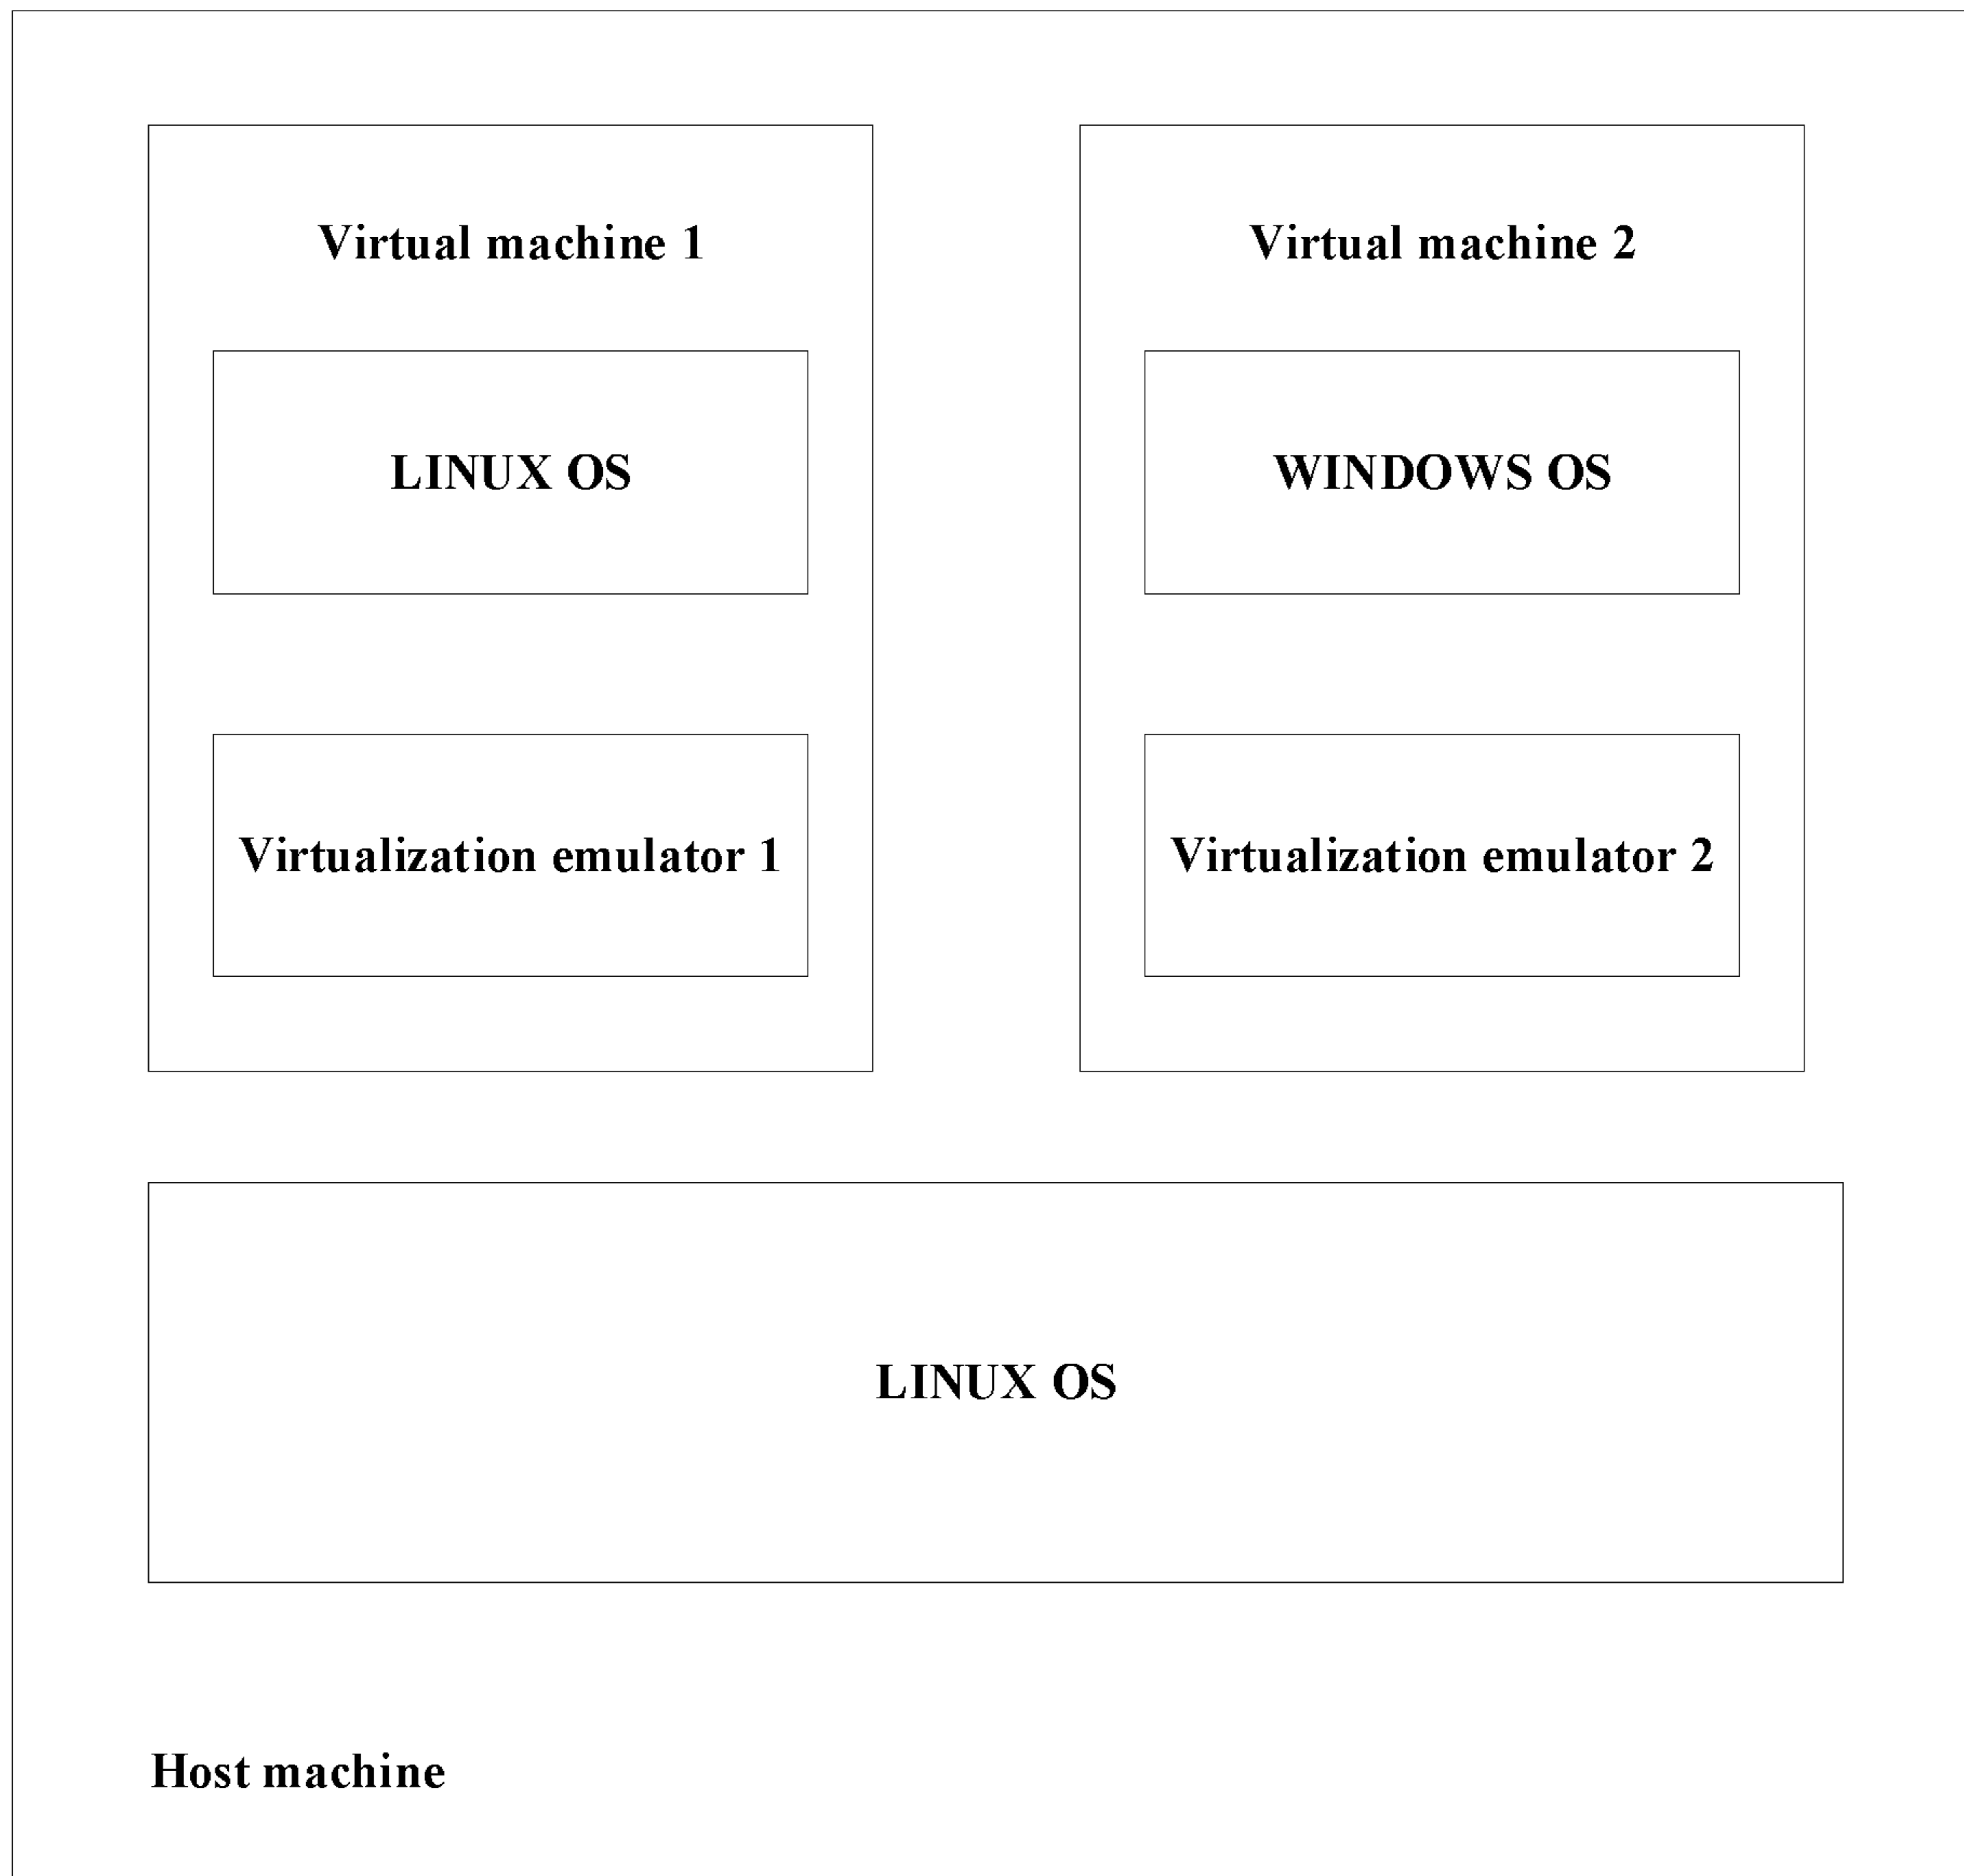 Virtual machine 1
Virtual machine 2
LINUX OS
WINDOWS OS
Virtualization emulator 1
Virtualization emulator 2
LINUX OS
Host machine